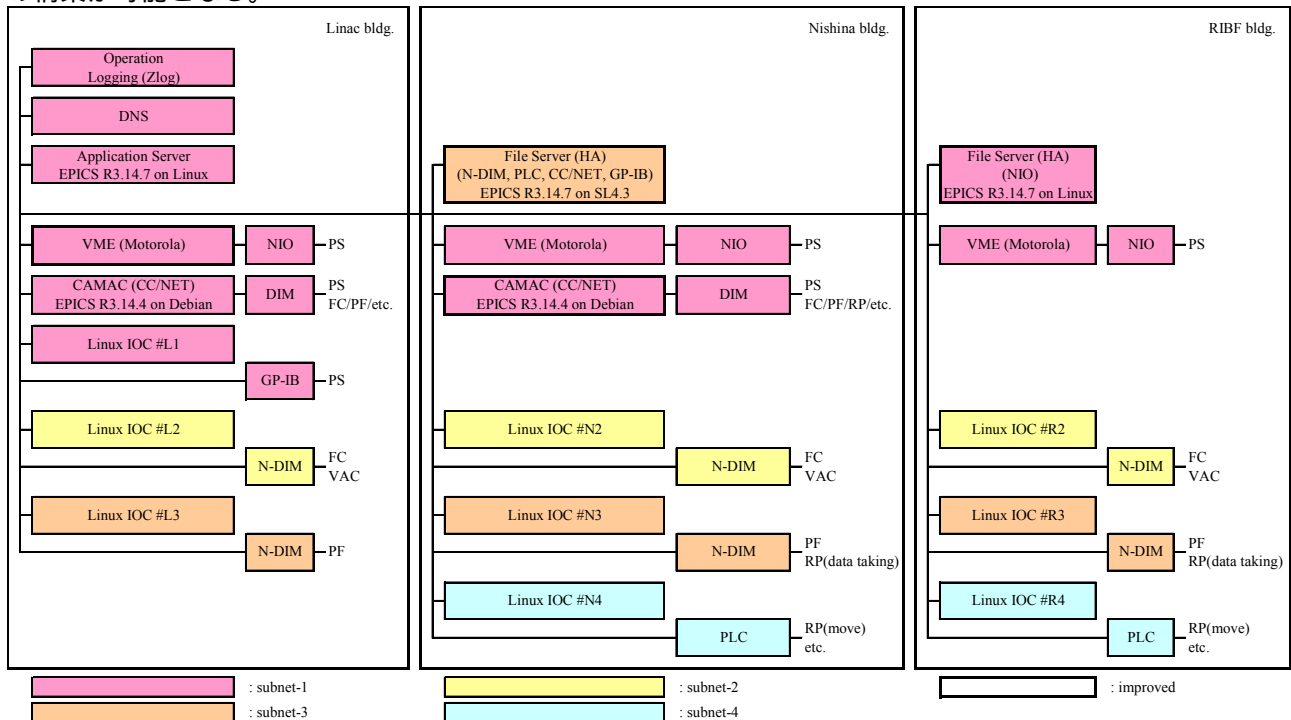 Linac bldg.
Operation
Logging (Zlog)
DNS
Application Server
EPICS R3.14.7 on Linux
VME (Motorola)
NIO
PS
CAMAC (CC/NET)
EPICS R3.14.4 on Debian
DIM
PS
FC/PF/etc.
Linux IOC #L1
GP-IB
PS
Linux IOC #L2
N-DIM
FC
VAC
Linux IOC #L3
N-DIM
PF
Nishina bldg.
File Server (HA)
(N-DIM, PLC, CC/NET, GP-IB)
EPICS R3.14.7 on SL4.3
VME (Motorola)
NIO
PS
CAMAC (CC/NET)
EPICS R3.14.4 on Debian
DIM
PS
FC/PF/RP/etc.
Linux IOC #N2
N-DIM
FC
VAC
Linux IOC #N3
N-DIM
PF
RP(data taking)
Linux IOC #N4
PLC
RP(move)
etc.
RIBF bldg.
File Server (HA)
(NIO)
EPICS R3.14.7 on Linux
VME (Motorola)
NIO
PS
Linux IOC #R2
N-DIM
FC
VAC
Linux IOC #R3
N-DIM
PF
RP(data taking)
Linux IOC #R4
PLC
RP(move)
etc.
: subnet-1
: subnet-2
: improved
: subnet-3
: subnet-4